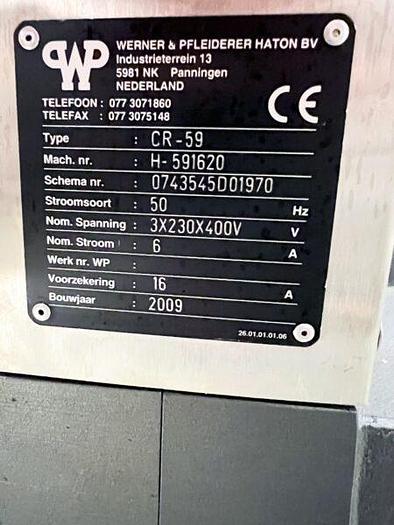 WP
WERNER & PFLEIDERER HATON BV
Industrieterrein 13
5981 NK Panningen
NEDERLAND
TELEFOON : 077 3071860
TELEFAX : 077 3075148
CE
Type : CR-59
Mach. nr. : H-591620
Schema nr. : 0743545D01970
Stroomsoort : 50 Hz
Nom. Spanning : 3X230X400V V
Nom. Stroom : 6 A
Werk nr. WP :
Voorzekering : 16 A
Bouwjaar : 2009
26.01.01.01.06